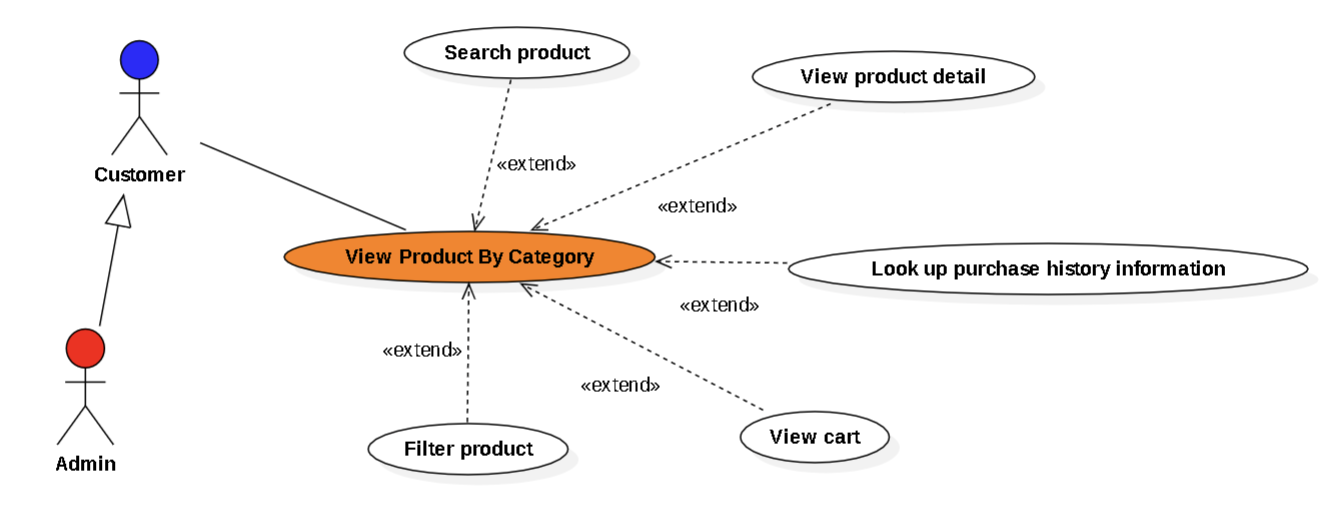 Search product
View product detail
Customer
«extend»
«extend»
View Product By Category
Look up purchase history information
«extend»
«extend»
«extend»
Filter product
View cart
Admin